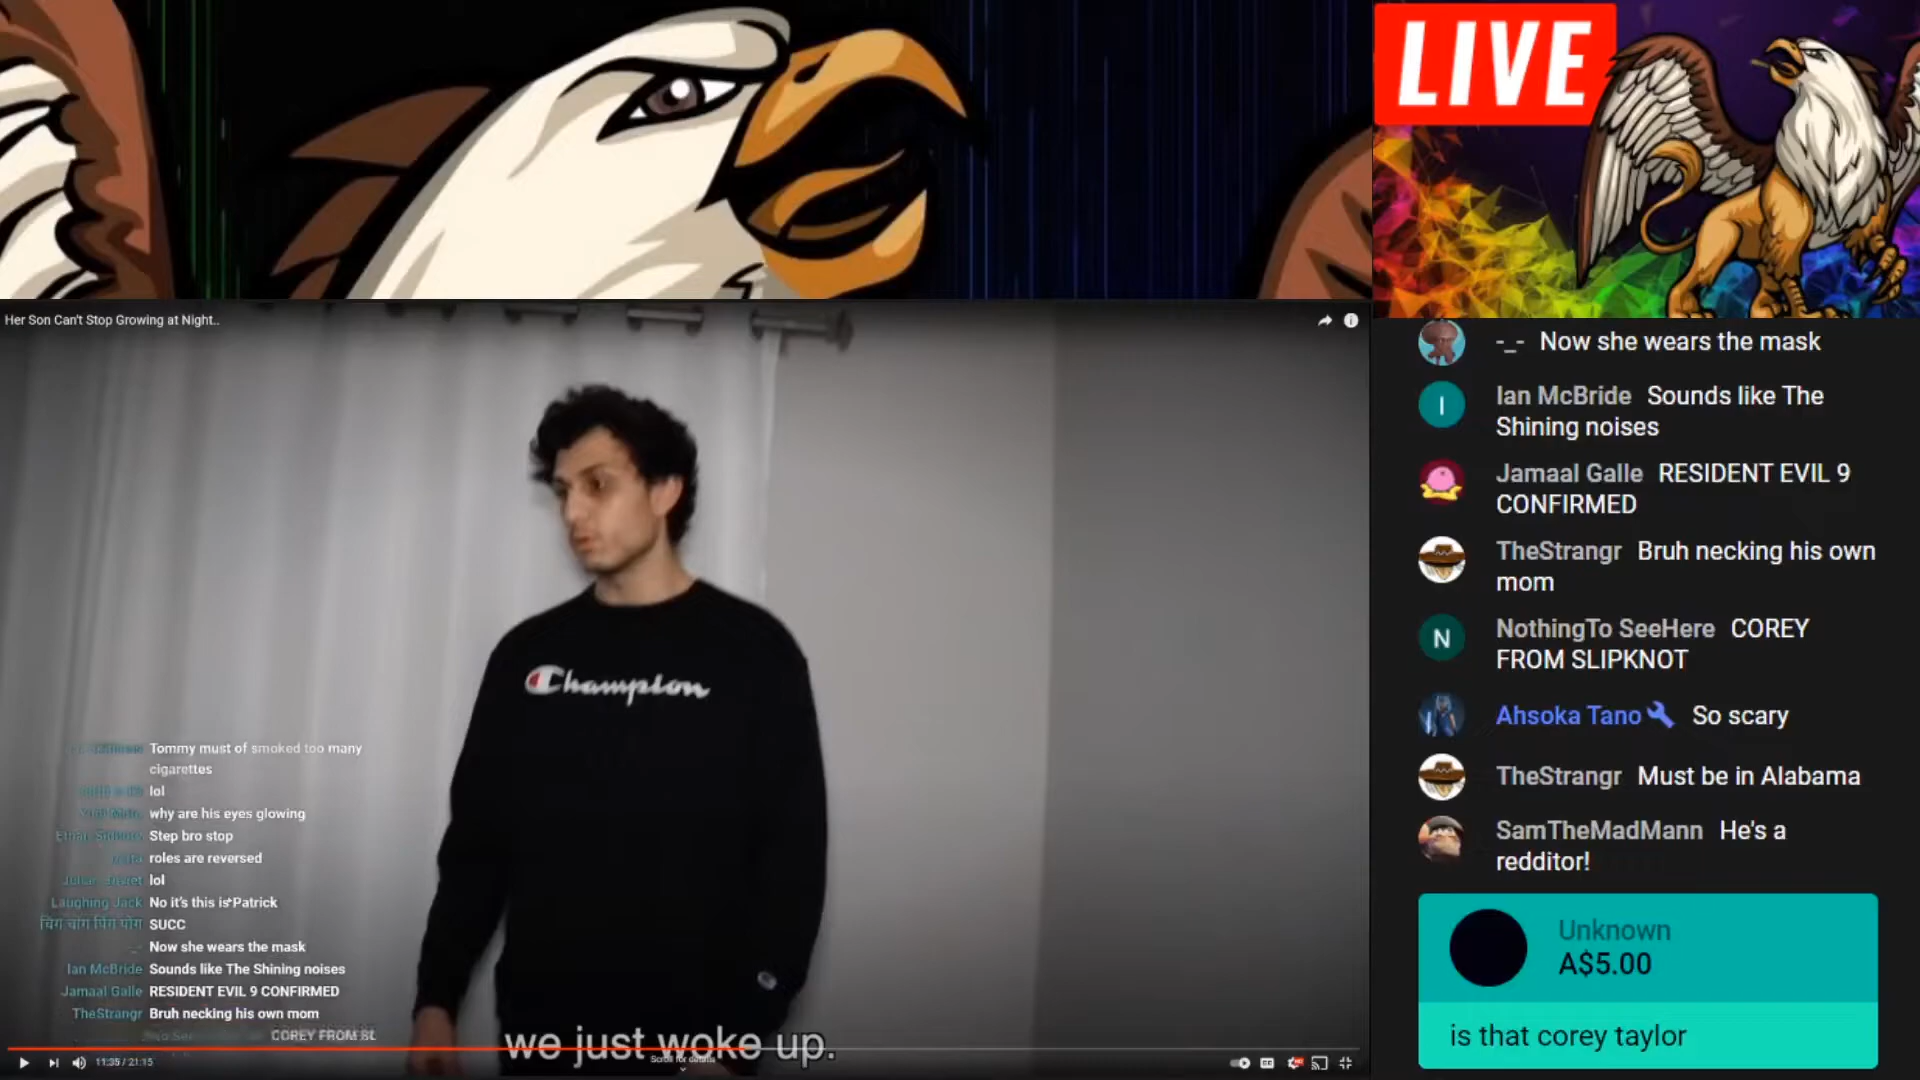 LIVE
Her Son Can't Stop Growing at Night..
Champion
Tommy must of smoked too many
cigarettes
lol
why are his eyes glowing
Step bro stop
roles are reversed
lol
Laughing Jack No it's this is*Patrick
चिंग चांग पिंग पोंग SUCC
Now she wears the mask
Ian McBride Sounds like The Shining noises
Jamaal Galle RESIDENT EVIL 9 CONFIRMED
TheStrangr Bruh necking his own mom
COREY FROM SL
we just woke up.
Scroll for details
11:35 / 21:15
-_- Now she wears the mask
Ian McBride Sounds like The
Shining noises
Jamaal Galle RESIDENT EVIL 9
CONFIRMED
TheStrangr Bruh necking his own
mom
NothingTo SeeHere COREY
FROM SLIPKNOT
Ahsoka Tano So scary
TheStrangr Must be in Alabama
SamTheMadMann He's a
redditor!
Unknown
A$5.00
is that corey taylor